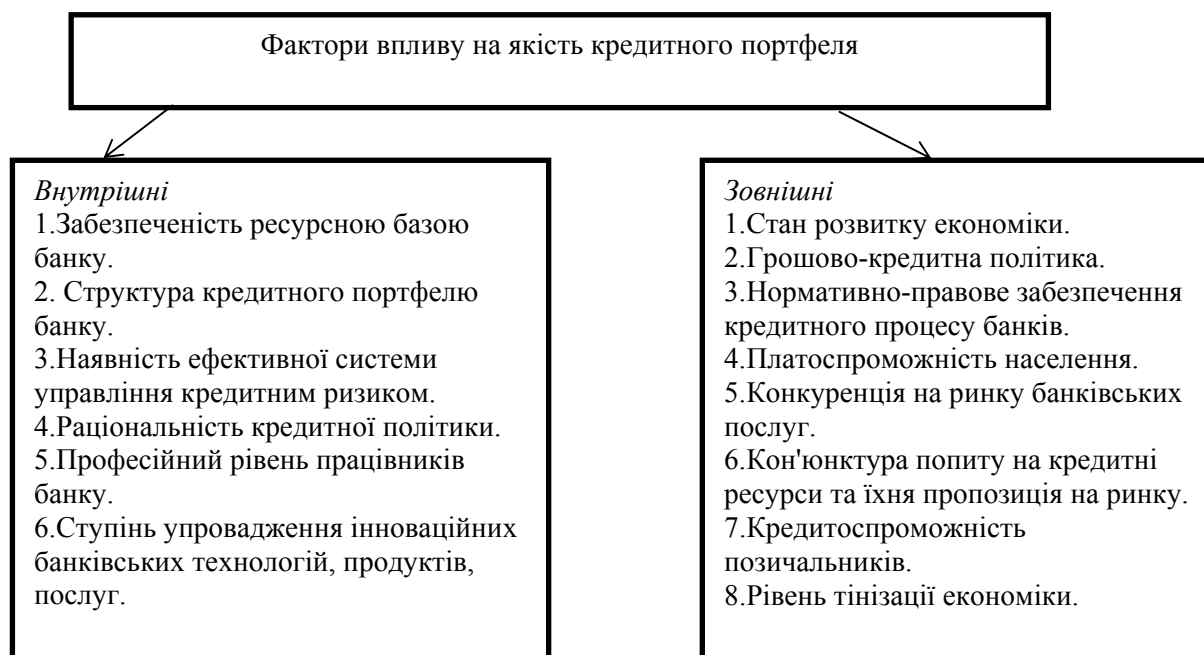 Фактори впливу на якість кредитного портфеля
Внутрішні
1.Забезпеченість ресурсною базою
банку.
2. Структура кредитного портфелю
банку.
3.Наявність ефективної системи
управління кредитним ризиком.
4.Раціональність кредитної політики.
5.Професійний рівень працівників
банку.
6.Ступінь упровадження інноваційних
банківських технологій, продуктів,
послуг.
Зовнішні
1.Стан розвитку економіки.
2.Грошово-кредитна політика.
3.Нормативно-правове забезпечення
кредитного процесу банків.
4.Платоспроможність населення.
5.Конкуренція на ринку банківських
послуг.
6.Кон'юнктура попиту на кредитні
ресурси та їхня пропозиція на ринку.
7.Кредитоспроможність
позичальників.
8.Рівень тінізації економіки.